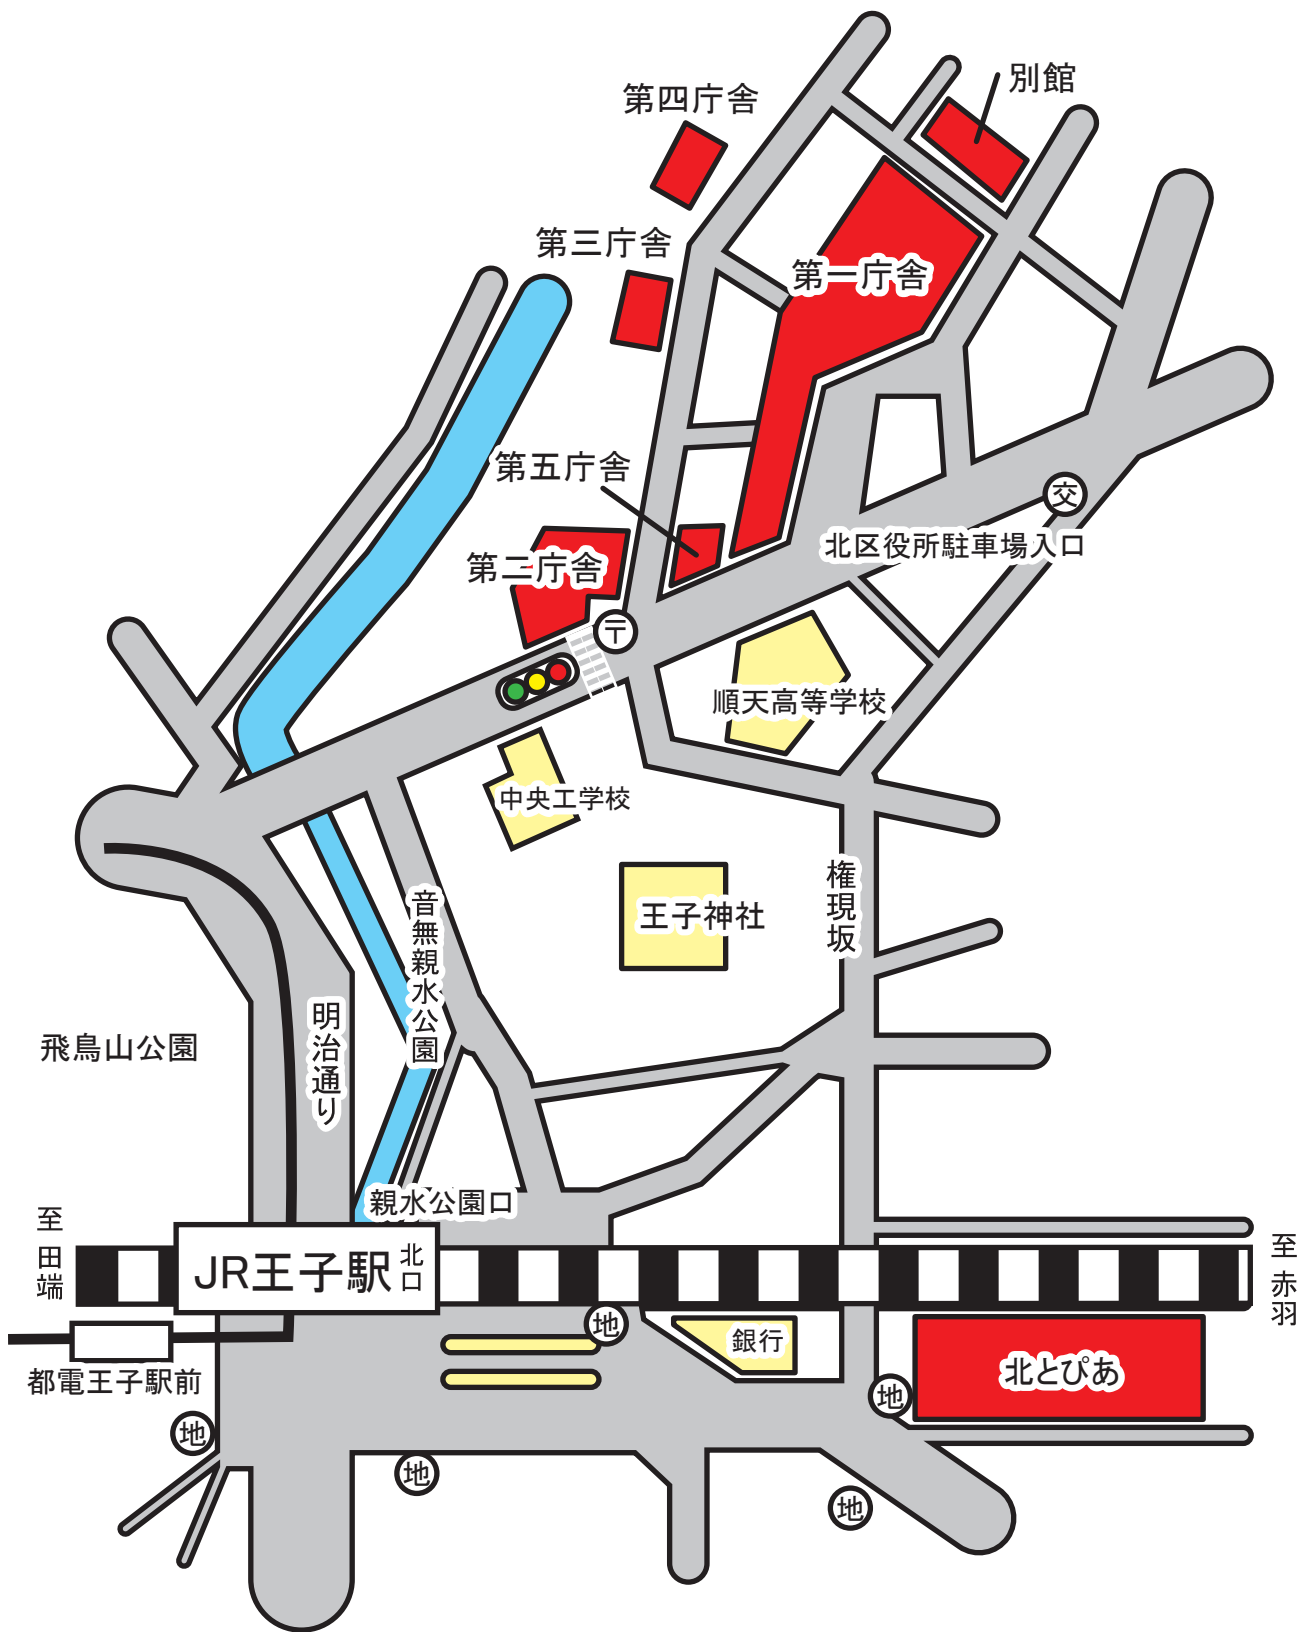 別館
第四庁舎
第三庁舎
第一庁舎
第五庁舎
交
北区役所駐車場入口
第二庁舎
〒
順天高等学校
中央工学校
権現坂
音無親水公園
王子神社
明治通り
飛鳥山公園
親水公園口
至田端
JR王子駅
北口
至赤羽
地
銀行
北とぴあ
都電王子駅前
地
地
地
地